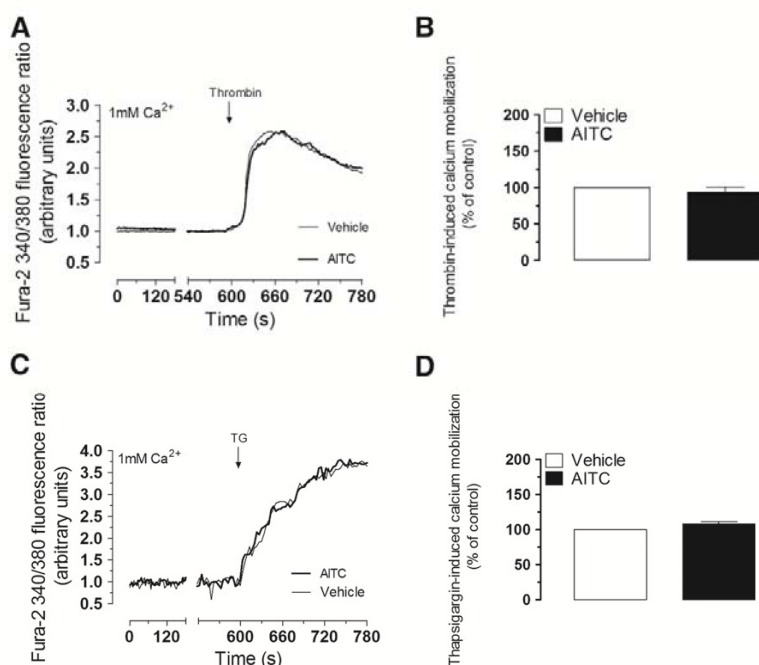 A
Fura-2 340/380 fluorescence ratio
(arbitrary units)
1mM Ca²⁺
Thrombin
3.0
2.5
2.0
1.5
1.0
0.5
Vehicle
AITC
0 120 540 600 660 720 780
Time (s)
B
Thrombin-induced calcium mobilization
(% of control)
200
150
100
50
0
Vehicle
AITC
C
Fura-2 340/380 fluorescence ratio
(arbitrary units)
1mM Ca²⁺
TG
4.0
3.5
3.0
2.5
2.0
1.5
1.0
0.5
AITC
Vehicle
0 120 600 660 720 780
Time (s)
D
Thapsigargin-induced calcium mobilization
(% of control)
200
150
100
50
0
Vehicle
AITC